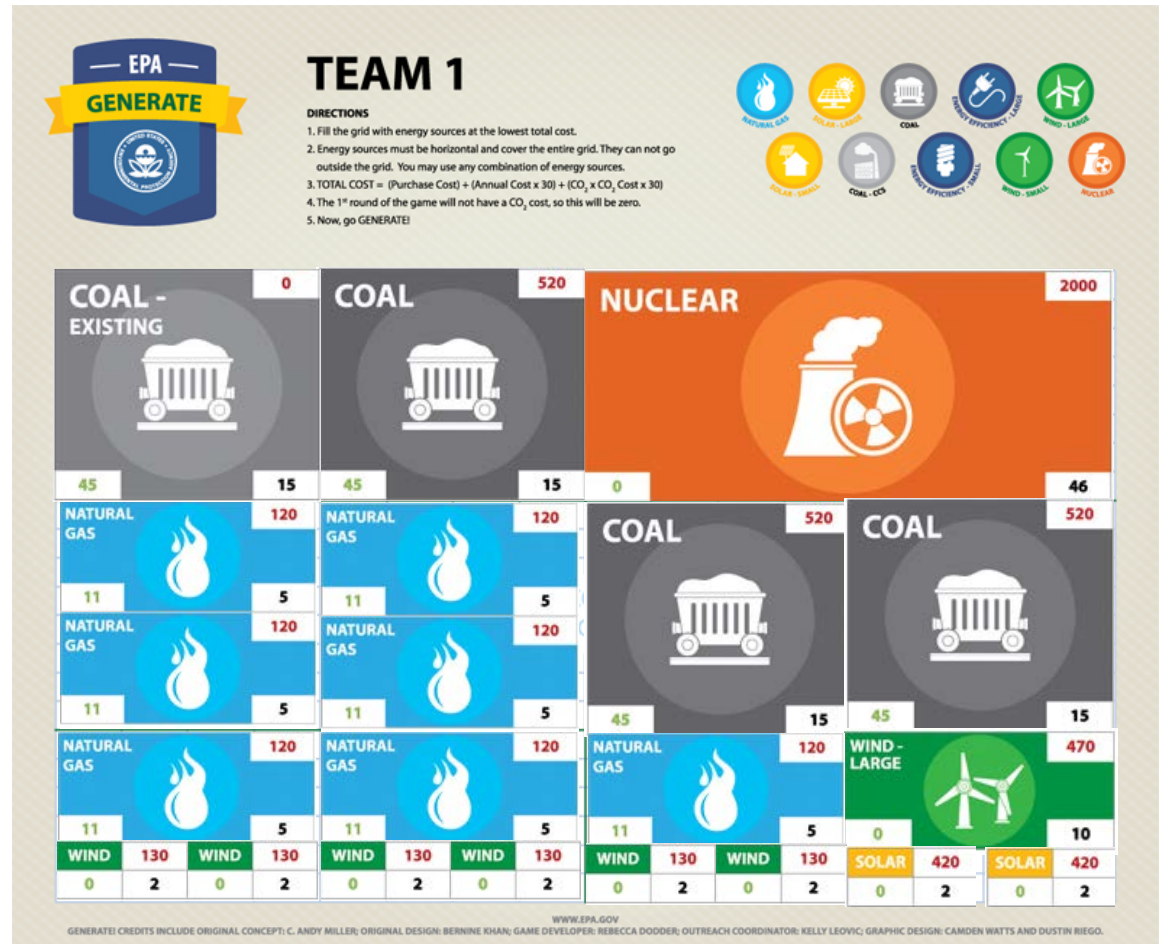 EPA
GENERATE
UNITED STATES
ENVIRONMENTAL PROTECTION AGENCY
TEAM 1
DIRECTIONS
1. Fill the grid with energy sources at the lowest total cost.
2. Energy sources must be horizontal and cover the entire grid. They can not go
outside the grid. You may use any combination of energy sources.
3. TOTAL COST = (Purchase Cost) + (Annual Cost x 30) + (CO₂ x CO₂ Cost x 30)
4. The 1ˢᵗ round of the game will not have a CO₂ cost, so this will be zero.
5. Now, go GENERATE!
NATURAL GAS
SOLAR - LARGE
COAL
ENERGY EFFICIENCY - LARGE
WIND - LARGE
SOLAR - SMALL
COAL - CCS
ENERGY EFFICIENCY - SMALL
WIND - SMALL
NUCLEAR
COAL -
EXISTING
0
45
15
COAL
520
45
15
NUCLEAR
2000
0
46
NATURAL
GAS
120
11
5
NATURAL
GAS
120
11
5
COAL
520
45
15
COAL
520
45
15
NATURAL
GAS
120
11
5
NATURAL
GAS
120
11
5
NATURAL
GAS
120
11
5
NATURAL
GAS
120
11
5
NATURAL
GAS
120
11
5
WIND -
LARGE
470
0
10
WIND 130 WIND 130 WIND 130 WIND 130 WIND 130 WIND 130 SOLAR 420 SOLAR 420
0 2 0 2 0 2 0 2 0 2 0 2 0 2 0 2
WWW.EPA.GOV
GENERATE! CREDITS INCLUDE ORIGINAL CONCEPT: C. ANDY MILLER; ORIGINAL DESIGN: BERNINE KHAN; GAME DEVELOPER: REBECCA DODDER; OUTREACH COORDINATOR: KELLY LEOVIC; GRAPHIC DESIGN: CAMDEN WATTS AND DUSTIN RIEGO.